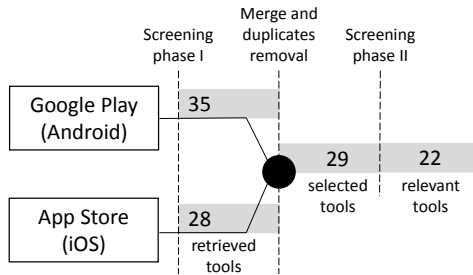 Screening
phase I
Merge and
duplicates
removal
Screening
phase II
Google Play
(Android)
35
29
selected
tools
22
relevant
tools
App Store
(iOS)
28
retrieved
tools